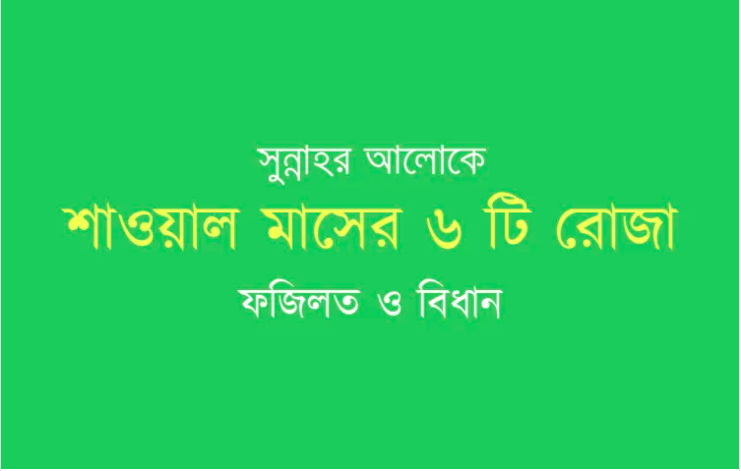 সুন্নাহর আলোকে
শাওয়াল মাসের ৬ টি রোজা
ফজিলত ও বিধান